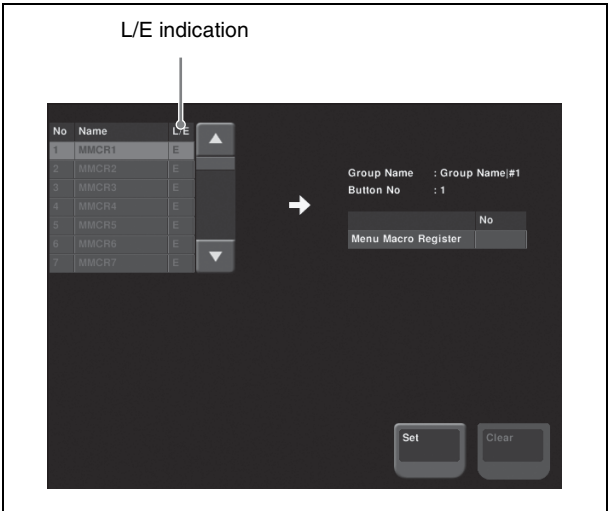 L/E indication
No Name L/E
1 MMCR1 E
2 MMCR2 E
3 MMCR3 E
4 MMCR4 E
5 MMCR5 E
6 MMCR6 E
7 MMCR7 E
Group Name : Group Name|#1
Button No : 1
No
Menu Macro Register
Set
Clear